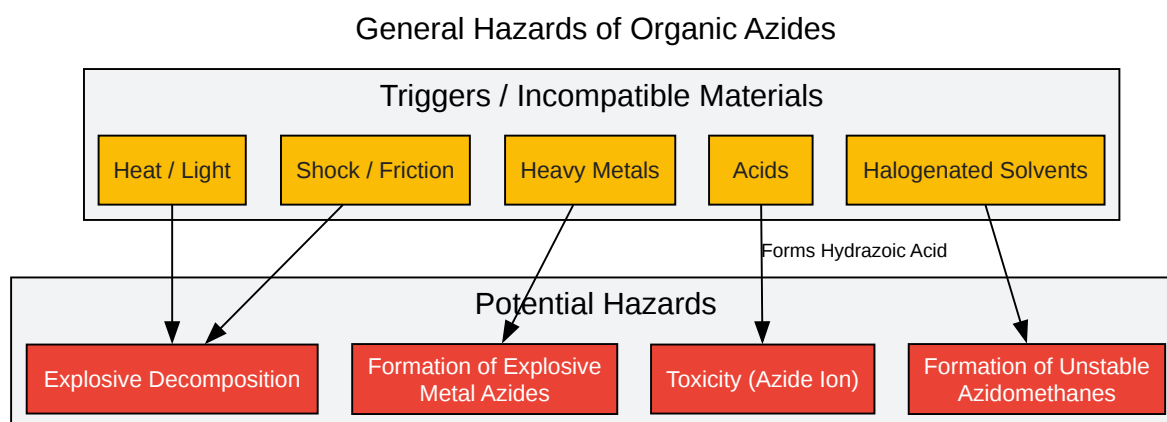 General Hazards of Organic Azides
Triggers / Incompatible Materials
Heat / Light
Shock / Friction
Heavy Metals
Acids
Halogenated Solvents
Forms Hydrazoic Acid
Potential Hazards
Explosive Decomposition
Formation of Explosive
Metal Azides
Toxicity (Azide Ion)
Formation of Unstable
Azidomethanes